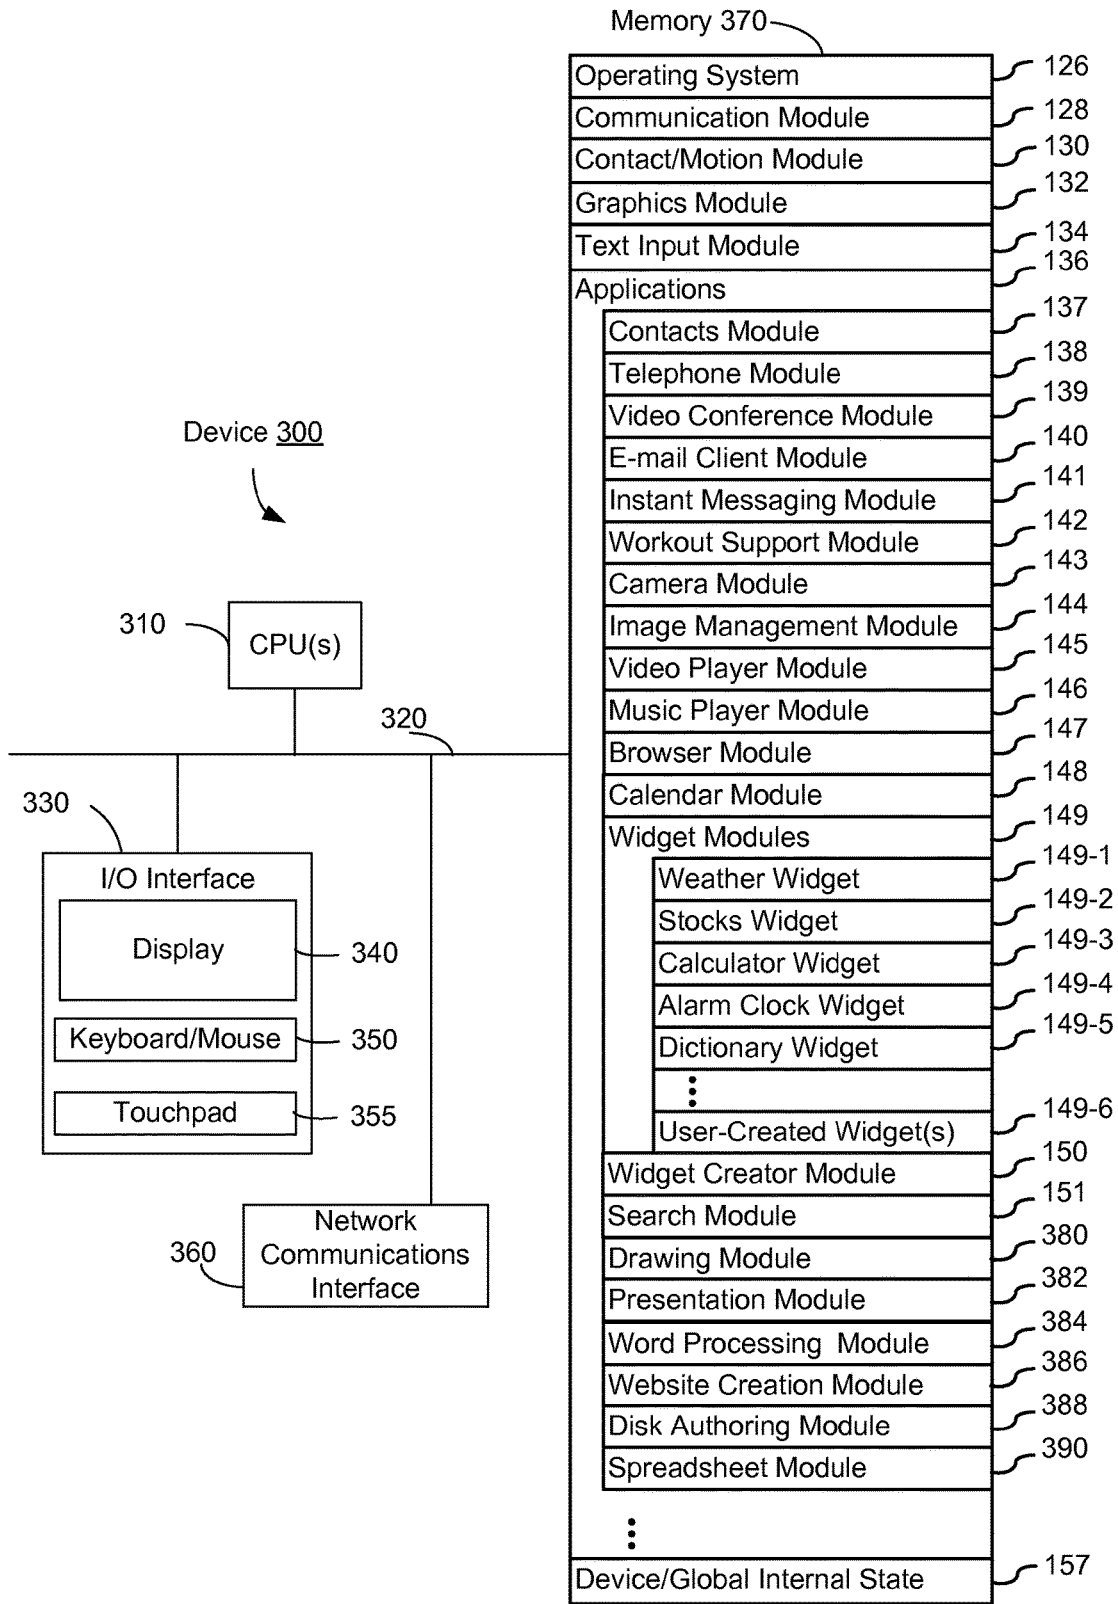 Memory 370
Operating System 126
Communication Module 128
Contact/Motion Module 130
Graphics Module 132
Text Input Module 134
Applications 136
Contacts Module 137
Telephone Module 138
Video Conference Module 139
E-mail Client Module 140
Instant Messaging Module 141
Workout Support Module 142
Camera Module 143
Image Management Module 144
Video Player Module 145
Music Player Module 146
Browser Module 147
Calendar Module 148
Widget Modules 149
Weather Widget 149-1
Stocks Widget 149-2
Calculator Widget 149-3
Alarm Clock Widget 149-4
Dictionary Widget 149-5
User-Created Widget(s) 149-6
Widget Creator Module 150
Search Module 151
Drawing Module 380
Presentation Module 382
Word Processing Module 384
Website Creation Module 386
Disk Authoring Module 388
Spreadsheet Module 390
Device/Global Internal State 157
Device 300
310
CPU(s)
320
330
I/O Interface
Display 340
Keyboard/Mouse 350
Touchpad 355
360
Network
Communications
Interface